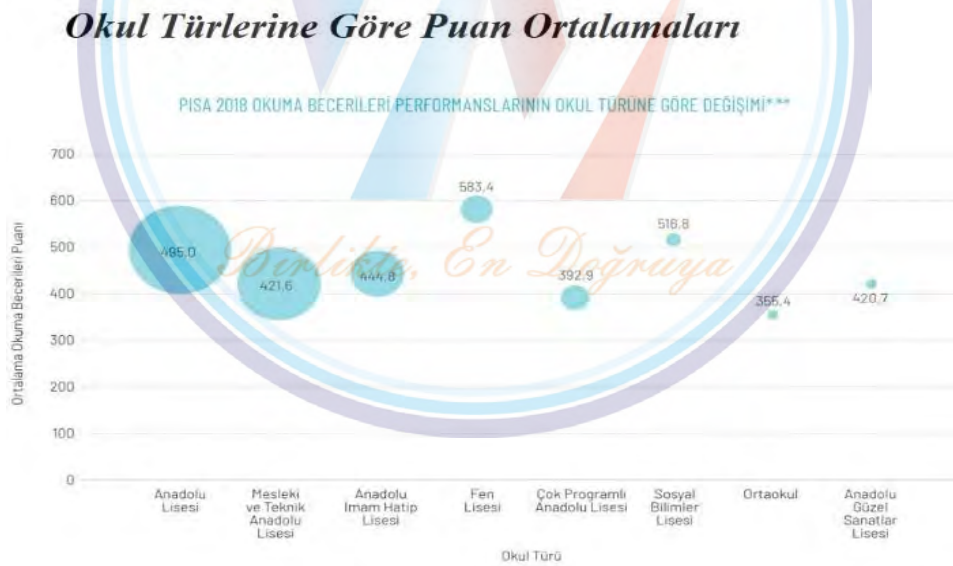 Okul Türlerine Göre Puan Ortalamaları
PISA 2018 OKUMA BECERİLERİ PERFORMANSLARININ OKUL TÜRÜNE GÖRE DEĞİŞİMİ***
Ortalama Okuma Becerileri Puanı
700
600
500
400
300
200
100
0
495,0
421,6
444,8
583,4
392,9
516,8
355,4
420,7
Birlikte, En Doğruya
Anadolu
Lisesi
Mesleki
ve Teknik
Anadolu
Lisesi
Anadolu
İmam Hatip
Lisesi
Fen
Lisesi
Çok Programlı
Anadolu Lisesi
Sosyal
Bilimler
Lisesi
Ortaokul
Anadolu
Güzel
Sanatlar
Lisesi
Okul Türü